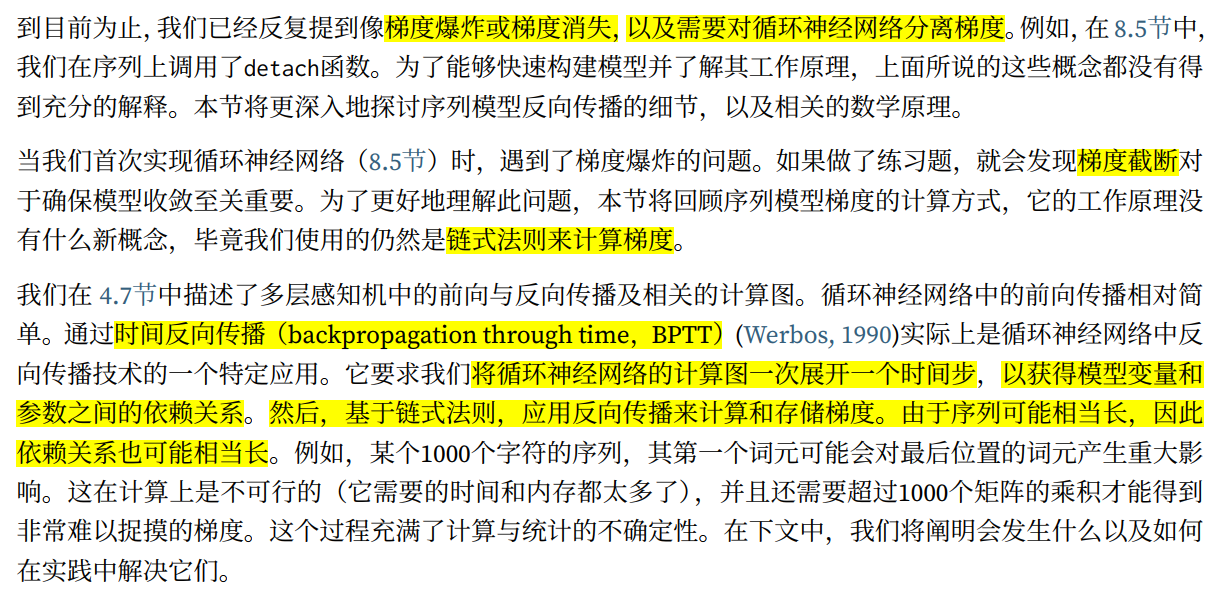 到目前为止，我们已经反复提到像梯度爆炸或梯度消失，以及需要对循环神经网络分离梯度。例如，在 8.5节中，
我们在序列上调用了detach函数。为了能够快速构建模型并了解其工作原理，上面所说的这些概念都没有得
到充分的解释。本节将更深入地探讨序列模型反向传播的细节，以及相关的数学原理。
当我们首次实现循环神经网络（8.5节）时，遇到了梯度爆炸的问题。如果做了练习题，就会发现梯度截断对
于确保模型收敛至关重要。为了更好地理解此问题，本节将回顾序列模型梯度的计算方式，它的工作原理没
有什么新概念，毕竟我们使用的仍然是链式法则来计算梯度。
我们在 4.7节中描述了多层感知机中的前向与反向传播及相关的计算图。循环神经网络中的前向传播相对简
单。通过时间反向传播（backpropagation through time，BPTT）(Werbos, 1990)实际上是循环神经网络中反
向传播技术的一个特定应用。它要求我们将循环神经网络的计算图一次展开一个时间步，以获得模型变量和
参数之间的依赖关系。然后，基于链式法则，应用反向传播来计算和存储梯度。由于序列可能相当长，因此
依赖关系也可能相当长。例如，某个1000个字符的序列，其第一个词元可能会对最后位置的词元产生重大影
响。这在计算上是不可行的（它需要的时间和内存都太多了），并且还需要超过1000个矩阵的乘积才能得到
非常难以捉摸的梯度。这个过程充满了计算与统计的不确定性。在下文中，我们将阐明会发生什么以及如何
在实践中解决它们。